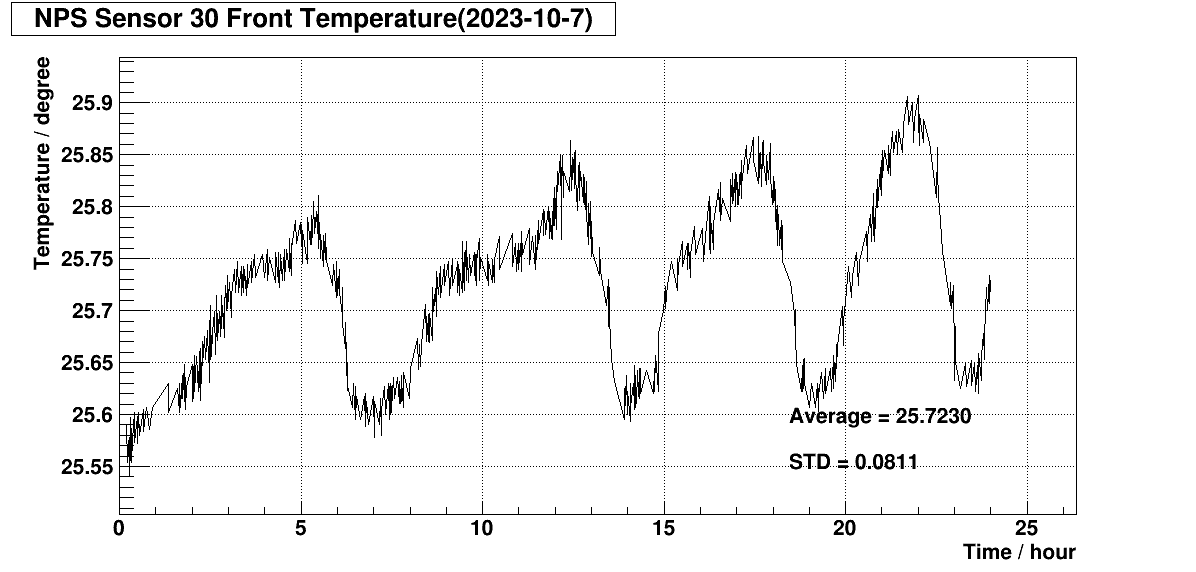 NPS Sensor 30 Front Temperature(2023-10-7)
Temperature / degree
25.9
25.85
25.8
25.75
25.7
25.65
25.6
25.55
Average = 25.7230
STD = 0.0811
0 5 10 15 20 25
Time / hour